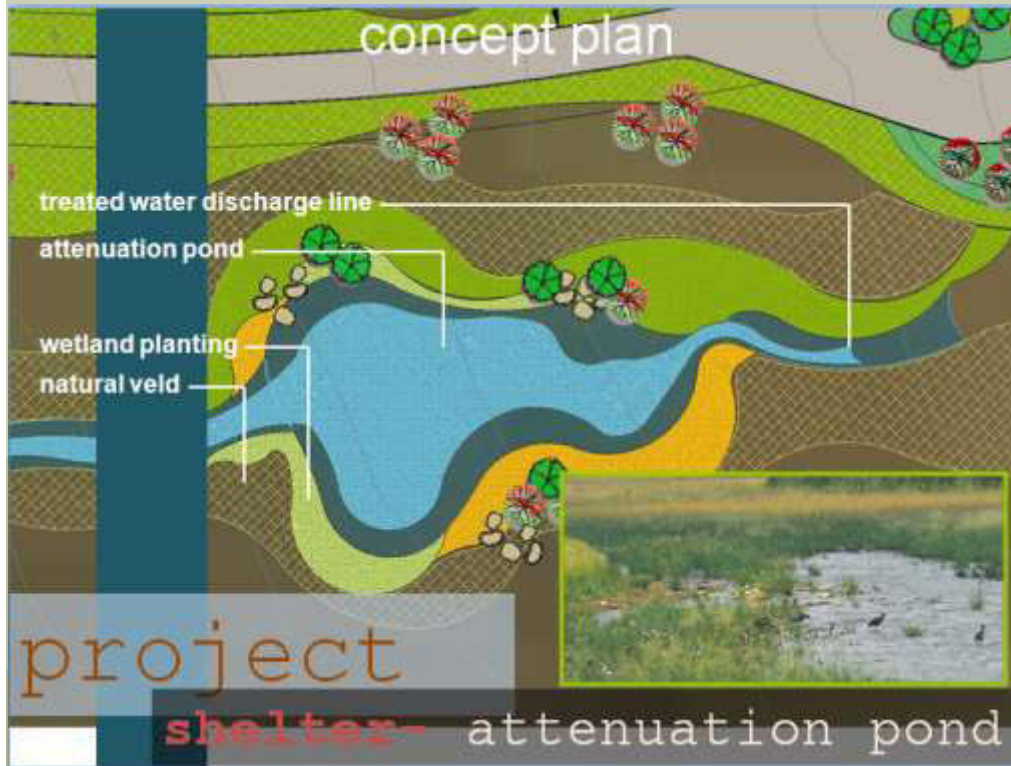 concept plan
treated water discharge line
attenuation pond
wetland planting
natural veld
project
shelter- attenuation pond